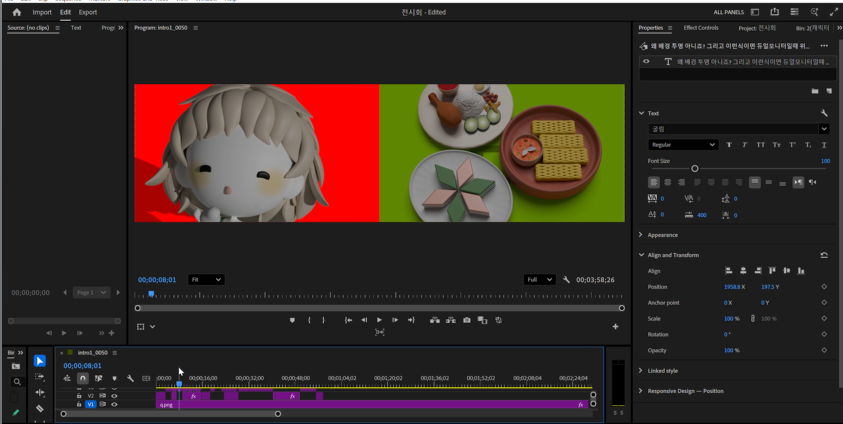 Import Edit Export
전시회 - Edited
ALL PANELS
Source: (no clips)
Text
Progr
Program: intro1_0050
Properties
Effect Controls
Project: 전시회
왜 배경 투명 아니죠! 그리고 이런식이면 듀얼모니터일때 위...
왜 배경 투명 아니죠! 그리고 이런식이면 듀얼모니터일때...
Text
굴림
Regular
Font Size
100
0
0
0
0
400
0
Appearance
Align and Transform
Align
Position
1958.8 X
197.5 Y
Anchor point
0 X
0 Y
Scale
100 %
100 %
Rotation
0°
Opacity
100 %
Linked style
Responsive Design — Position
00;00;00;00
Page 1
00;00;08;01
Fit
Full
00;03;58;26
intro1_0050
00;00;08;01
;00;00
00;00;16;00
00;00;32;00
00;00;48;00
00;01;04;02
00;01;20;02
00;01;36;02
00;01;52;02
00;02;08;04
00;02;24;04
V2
fx
fx
V1
q.png
fx
S S